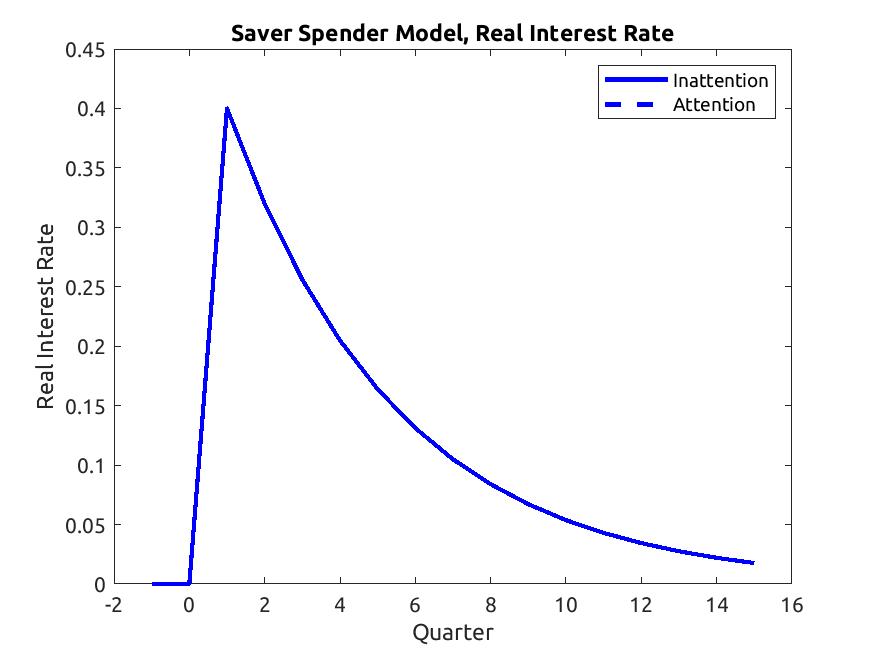 Saver Spender Model, Real Interest Rate
0.45
0.4
0.35
0.3
0.25
0.2
0.15
0.1
0.05
0
Real Interest Rate
Inattention
Attention
-2 0 2 4 6 8 10 12 14 16
Quarter